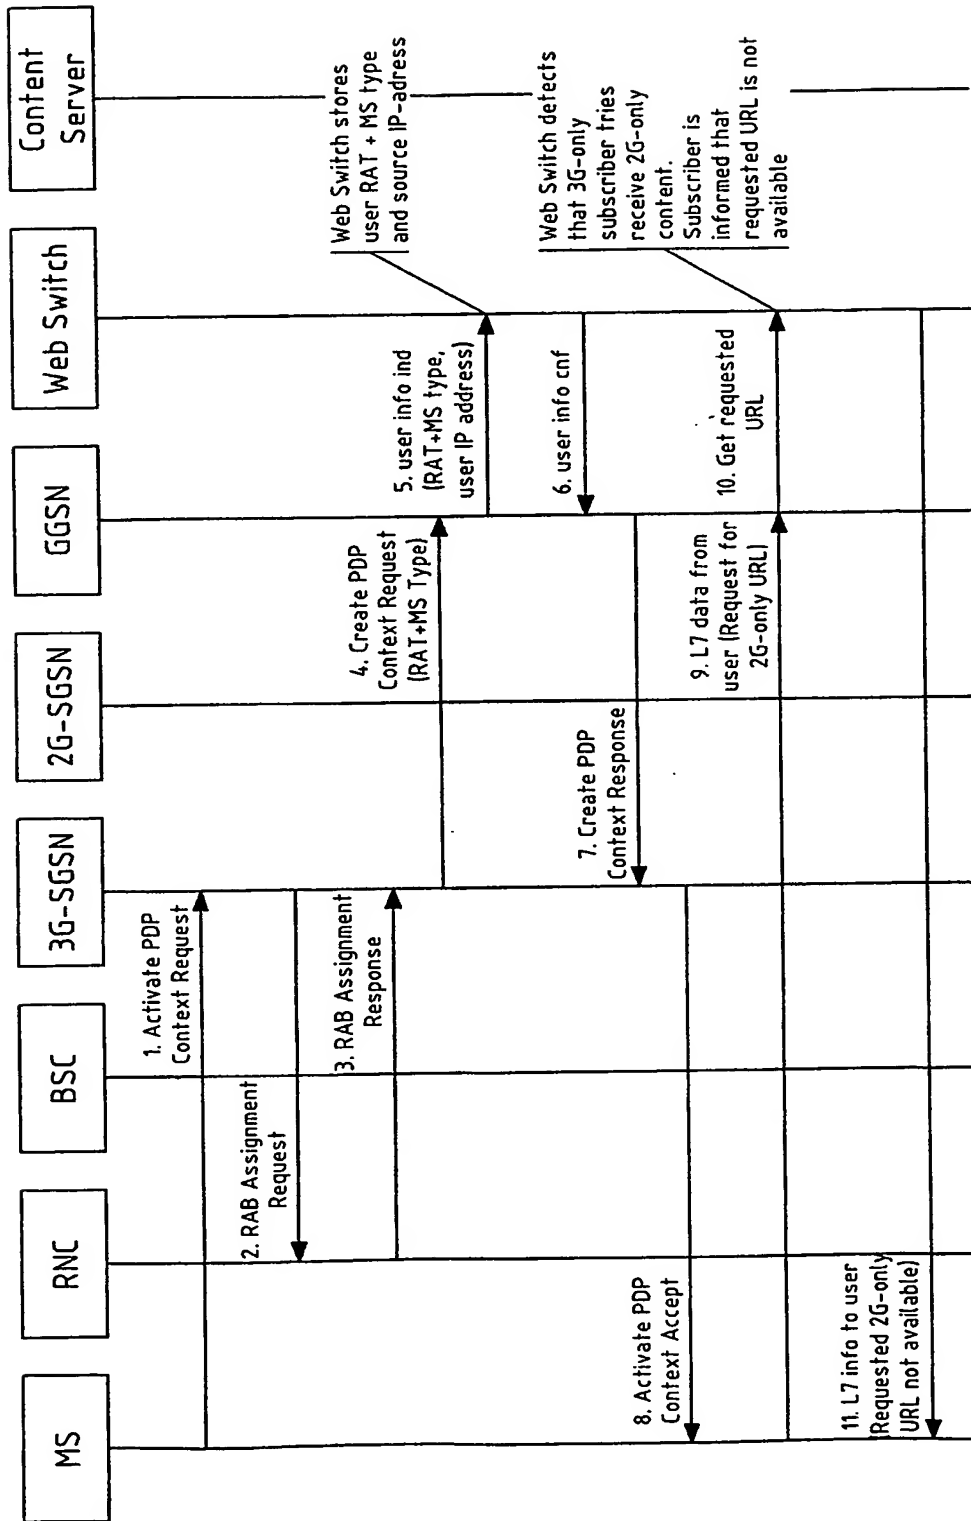 MS
RNC
BSC
3G-SGSN
2G-SGSN
GGSN
Web Switch
Content
Server
1. Activate PDP
Context Request
2. RAB Assignment
Request
3. RAB Assignment
Response
4. Create PDP
Context Request
(RAT+MS Type)
5. user info ind
(RAT+MS type,
user IP address)
Web Switch stores
user RAT + MS type
and source IP-adress
6. user info cnf
7. Create PDP
Context Response
8. Activate PDP
Context Accept
9. L7 data from
user (Request for
2G-only URL)
10. Get requested
URL
Web Switch detects
that 3G-only
subscriber tries
receive 2G-only
content.
Subscriber is
informed that
requested URL is not
available
11. L7 info to user
(Requested 2G-only
URL not available)